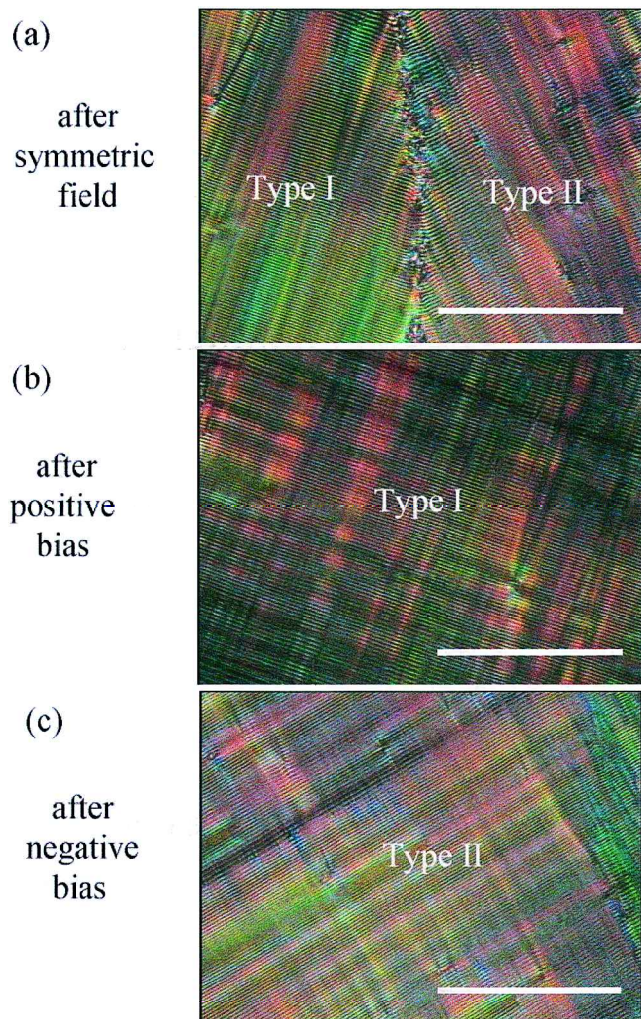 (a)
after
symmetric
field
Type I
Type II
(b)
after
positive
bias
Type I
(c)
after
negative
bias
Type II